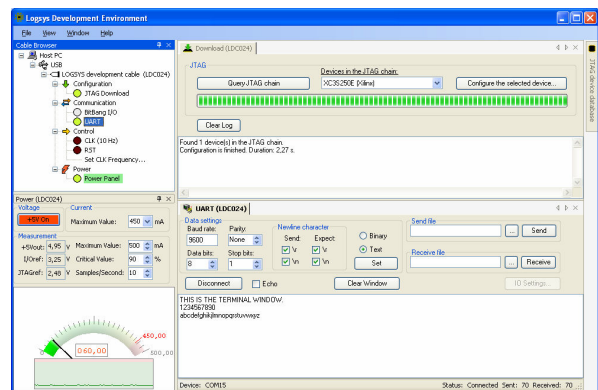 Logsys Development Environment
File View Window Help
Cable Browser
Host PC
USB
LOGSYS development cable (LDC024)
Configuration
JTAG Download
Communication
BitBang I/O
UART
Control
CLK (10 Hz)
RST
Set CLK Frequency...
Power
Power Panel
Power (LDC024)
Voltage
+5V On
Current
Maximum Value: 450 mA
Measurement
+5Vout: 4,95 V Maximum Value: 500 mA
I/Oref: 3,25 V Critical Value: 90 %
JTAGref: 2,48 V Samples/Second: 10
450,00
060,00
500,00
Download (LDC024)
JTAG
Query JTAG chain
Devices in the JTAG chain:
XC3S250E (Xilinx)
Configure the selected device...
Clear Log
Found 1 device(s) in the JTAG chain.
Configuration is finished. Duration: 2,27 s.
UART (LDC024)
Data settings
Baud rate: Parity:
9600 None
Data bits: Stop bits:
8 1
Newline character
Send: Expect:
\r \r
\n \n
Binary
Text
Set
Send file
... Send
Receive file
... Receive
Disconnect Echo Clear Window IO Settings...
THIS IS THE TERMINAL WINDOW.
1234567890
abcdefghikjlmnopqrstuvwxyz
Device: COM15 Status: Connected Sent: 70 Received: 70
JTAG device database